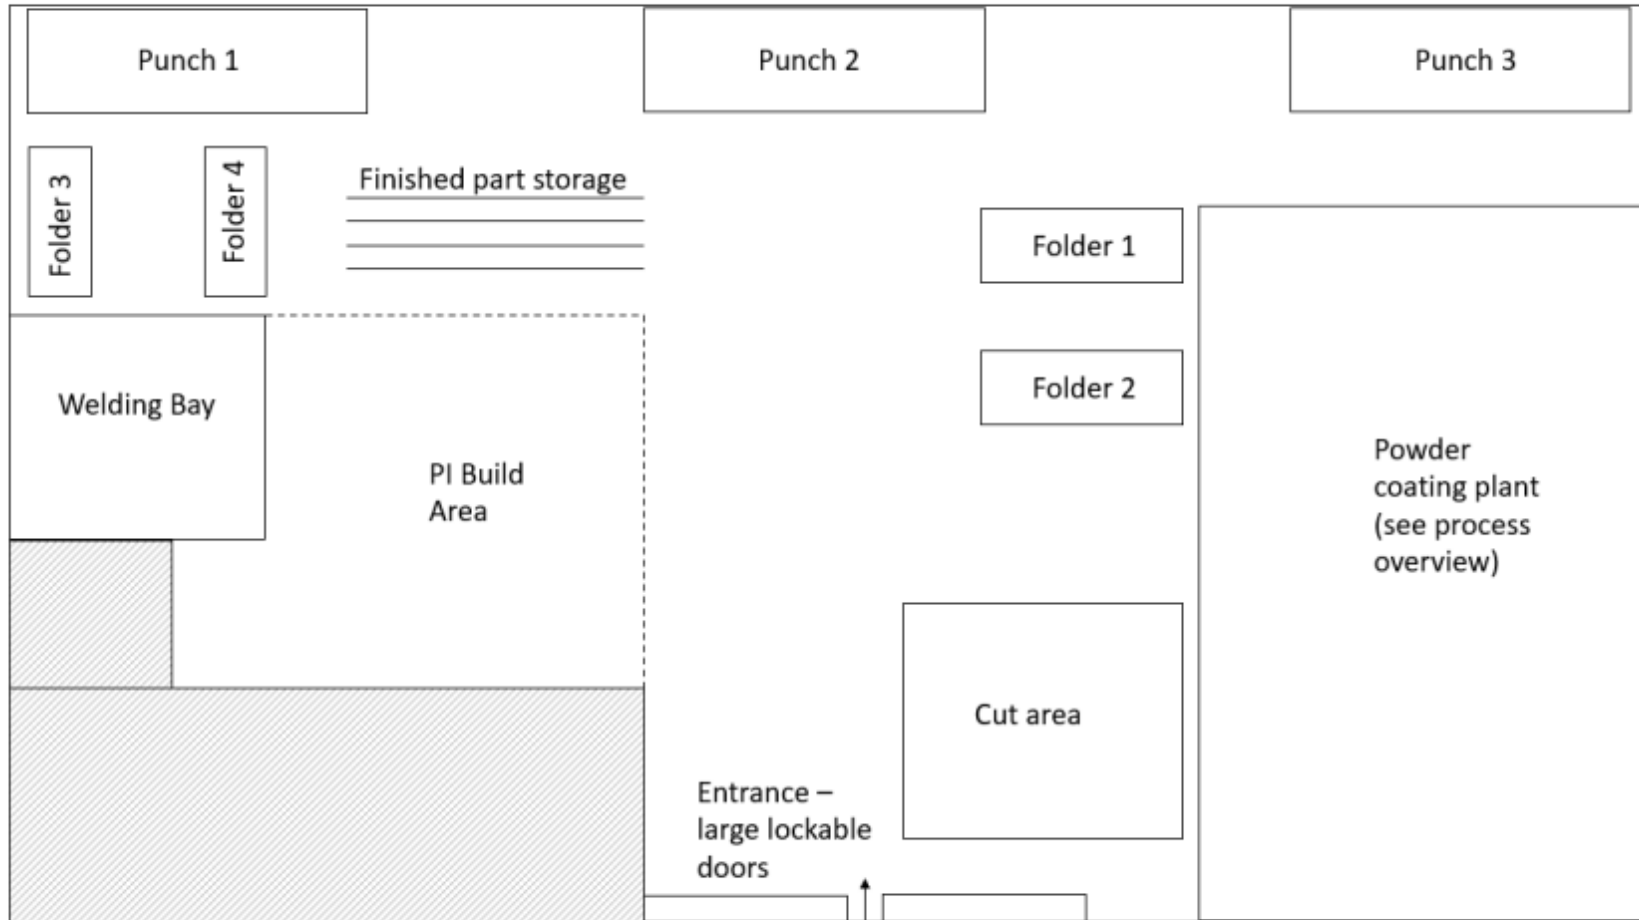 Punch 1
Punch 2
Punch 3
Folder 3
Folder 4
Finished part storage
Folder 1
Folder 2
Welding Bay
PI Build
Area
Powder
coating plant
(see process
overview)
Cut area
Entrance –
large lockable
doors